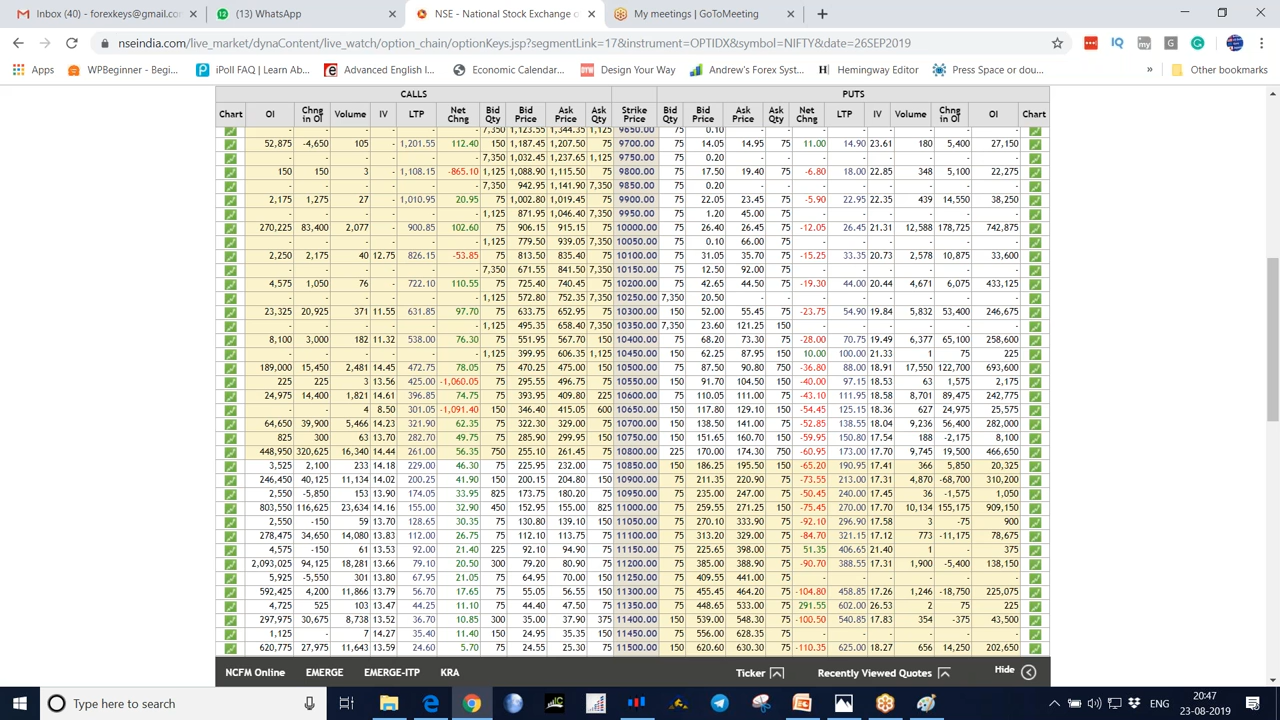 Inbox (40) - forexkeys@gmail.com
(12) WhatsApp
NSE - National Stock Exchange o
My meetings | GoToMeeting
nseindia.com/live_market/dynaContent/live_watch/option_chain/optionKeys.jsp?segmentLink=17&instrument=OPTIDX&symbol=NIFTY&date=26SEP2019
Apps WPBeginner - Begi... iPoll FAQ | Learn Ab... Advanced English I... Economic Calendar... Design Your Way Andrew's Forex Syst... Hemingway Editor Press Space or dou... » Other bookmarks
CALLS PUTS
Chart OI Chng in OI Volume IV LTP Net Chng Bid Qty Bid Price Ask Price Ask Qty Strike Price Bid Qty Bid Price Ask Price Ask Qty Net Chng LTP IV Volume Chng in OI OI Chart
- - - - - - 7,350 1,123.55 1,344.35 1,125 9650.00 75 0.10 - - - - - - - -
52,875 -4,650 105 - 1,201.55 112.40 150 1,187.45 1,207.50 75 9700.00 75 14.05 14.95 75 11.00 14.90 23.61 180 5,400 27,150
- - - - - - 7,350 1,032.45 1,237.65 1,125 9750.00 75 0.20 - - - - - - - -
150 150 3 - 1,108.15 -865.10 1,125 1,088.90 1,115.50 75 9800.00 75 17.50 19.40 75 -6.80 18.00 22.85 348 5,100 22,275
- - - - - - 7,350 942.95 1,141.90 7,350 9850.00 75 0.20 - - - - - - - -
2,175 1,275 27 - 1,010.95 20.95 75 1,002.80 1,019.45 75 9900.00 75 22.05 23.45 75 -5.90 22.95 22.35 439 14,550 38,250
- - - - - - 1,125 871.95 1,046.40 7,350 9950.00 75 1.20 45.00 75 - - - - - -
270,225 83,400 2,077 - 900.85 102.60 75 906.15 915.15 75 10000.00 75 26.40 26.45 75 -12.05 26.45 21.31 12,588 178,725 742,875
- - - - - - 1,125 779.50 939.05 7,350 10050.00 75 0.10 66.00 75 - - - - - -
2,250 2,175 40 12.75 826.15 -53.85 75 813.50 835.40 75 10100.00 75 31.05 35.70 75 -15.25 33.35 20.73 2,578 10,875 33,600
- - - - - - 7,350 671.55 841.50 7,350 10150.00 75 12.50 92.00 75 - - - - - -
4,575 1,050 76 - 722.10 110.55 75 725.40 740.45 75 10200.00 75 42.65 44.50 75 -19.30 44.00 20.44 4,671 6,075 433,125
- - - - - - 1,125 572.80 752.35 7,350 10250.00 7,350 20.50 - - - - - - - -
23,325 20,925 371 11.55 631.85 97.70 75 633.75 652.95 75 10300.00 150 52.00 55.45 75 -23.75 54.90 19.84 5,832 53,400 246,675
- - - - - - 1,125 495.35 658.40 7,350 10350.00 7,350 23.60 121.25 150 - - - - - -
8,100 3,000 182 11.32 538.00 76.30 75 551.95 567.70 150 10400.00 75 68.20 73.30 75 -28.00 70.75 19.49 6,377 65,100 258,600
- - - - - - 1,125 399.95 606.35 1,125 10450.00 150 62.25 87.95 150 10.00 100.00 21.33 1 75 225
189,000 15,450 2,481 14.45 472.75 78.05 75 470.25 475.00 150 10500.00 150 87.50 90.80 750 -36.80 88.00 18.91 17,550 122,700 693,600
225 225 3 13.56 425.00 -1,060.05 75 295.55 496.75 75 10550.00 150 91.70 104.50 150 -40.00 97.15 18.53 63 1,575 2,175
24,975 14,400 1,821 14.61 396.85 74.75 75 393.95 409.80 225 10600.00 75 110.05 111.00 75 -43.10 111.95 18.58 8,701 89,475 242,775
- - 4 8.50 301.05 -1,091.40 150 346.40 415.05 600 10650.00 150 117.80 129.10 150 -54.45 125.15 18.36 627 24,975 25,575
64,650 39,900 5,466 14.23 321.90 62.35 75 322.30 329.00 75 10700.00 75 138.50 141.00 75 -52.85 138.55 18.04 9,236 56,400 282,000
825 300 63 13.70 282.70 49.75 75 285.90 299.95 150 10750.00 150 151.65 160.70 150 -59.95 150.80 17.54 188 -2,175 8,100
448,950 320,625 16,340 14.44 261.00 56.35 750 255.10 261.45 75 10800.00 225 170.00 174.30 750 -60.95 173.00 17.70 9,745 19,500 466,650
3,525 2,100 233 14.18 229.00 46.30 75 225.95 232.00 75 10850.00 150 186.25 195.50 150 -65.20 190.95 17.41 366 5,850 20,325
246,450 40,125 11,134 14.02 200.25 41.90 150 200.15 204.80 150 10900.00 75 211.35 220.90 75 -73.55 213.00 17.31 4,870 -68,700 310,200
2,550 -5,850 153 13.90 174.05 33.95 825 173.75 180.20 75 10950.00 75 235.00 247.00 75 -50.45 240.00 17.45 36 -1,575 1,050
803,550 116,625 23,634 14.16 155.00 32.90 450 152.95 155.00 825 11000.00 75 259.55 271.25 150 -75.45 270.00 17.70 10,134 155,175 909,150
2,550 -150 59 13.70 128.65 30.35 75 130.80 139.10 150 11050.00 75 270.10 333.90 75 -92.10 296.90 17.58 3 -75 900
278,475 34,650 14,080 13.83 112.00 26.75 75 112.10 113.75 75 11100.00 75 313.20 329.00 75 -84.70 321.15 17.12 773 -11,175 78,675
4,575 -150 61 13.53 92.00 21.40 225 92.10 94.90 75 11150.00 75 225.65 398.00 75 51.35 406.65 21.40 1 - 375
2,093,025 94,125 18,281 13.66 79.10 20.50 300 79.20 80.90 75 11200.00 75 385.00 388.90 75 -90.70 388.55 17.31 1,900 -5,400 138,150
5,925 -5,550 301 13.80 67.95 21.05 75 64.95 70.00 150 11250.00 75 409.55 441.00 75 - - - - - -
592,425 4,200 11,866 13.79 56.70 17.65 75 55.05 56.55 150 11300.00 75 455.45 464.20 75 -104.80 458.85 17.26 1,246 -18,750 225,075
4,725 525 103 13.47 44.25 11.10 75 44.40 47.50 75 11350.00 75 448.65 533.00 75 291.55 602.00 26.53 2 75 225
297,975 30,675 8,738 13.52 36.70 10.85 300 35.00 37.90 375 11400.00 150 539.00 548.30 75 -100.50 540.85 17.83 354 -375 43,500
1,125 - 7 14.27 35.40 11.40 150 24.95 35.35 150 11450.00 75 556.00 628.35 75 - - - - - -
620,775 27,975 11,643 13.59 24.60 5.70 75 24.55 25.30 75 11500.00 150 620.60 630.30 75 -110.35 625.00 18.27 656 14,250 202,650
NCFM Online EMERGE EMERGE-ITP KRA Ticker Recently Viewed Quotes Hide
Type here to search
ENG
20:47
23-08-2019